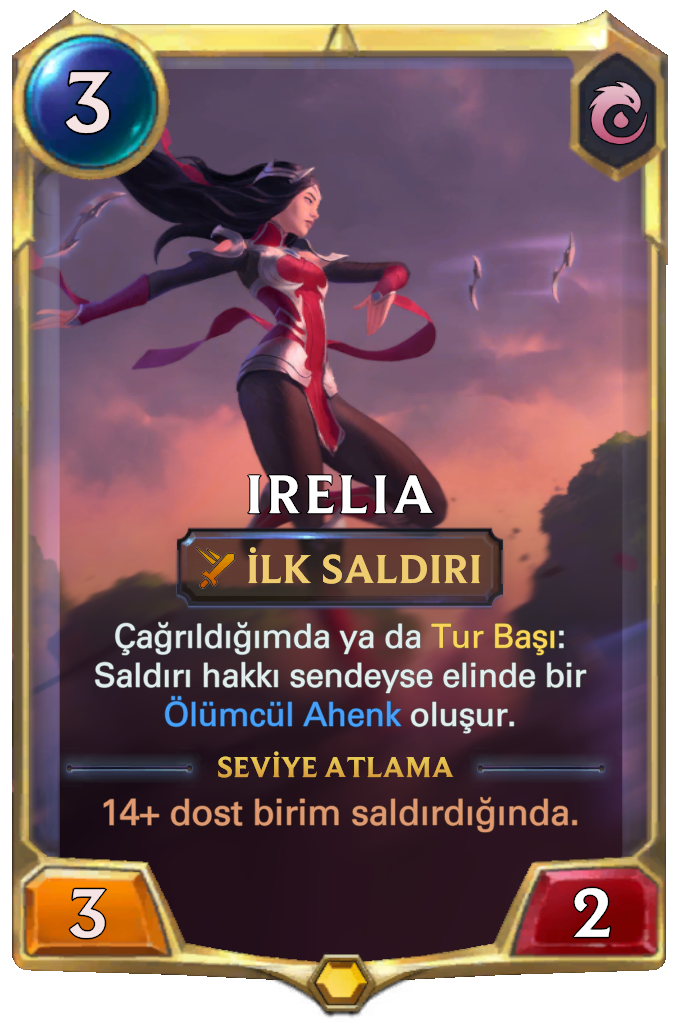 3
IRELIA
İLK SALDIRI
Çağrıldığımda ya da Tur Başı:
Saldırı hakkı sendeyse elinde bir
Ölümcül Ahenk oluşur.
SEVİYE ATLAMA
14+ dost birim saldırdığında.
3
2